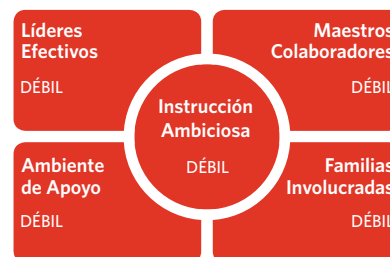 Líderes
Efectivos
DÉBIL
Maestros
Colaboradores
DÉBIL
Instrucción
Ambiciosa
DÉBIL
Ambiente
de Apoyo
DÉBIL
Familias
Involucradas
DÉBIL